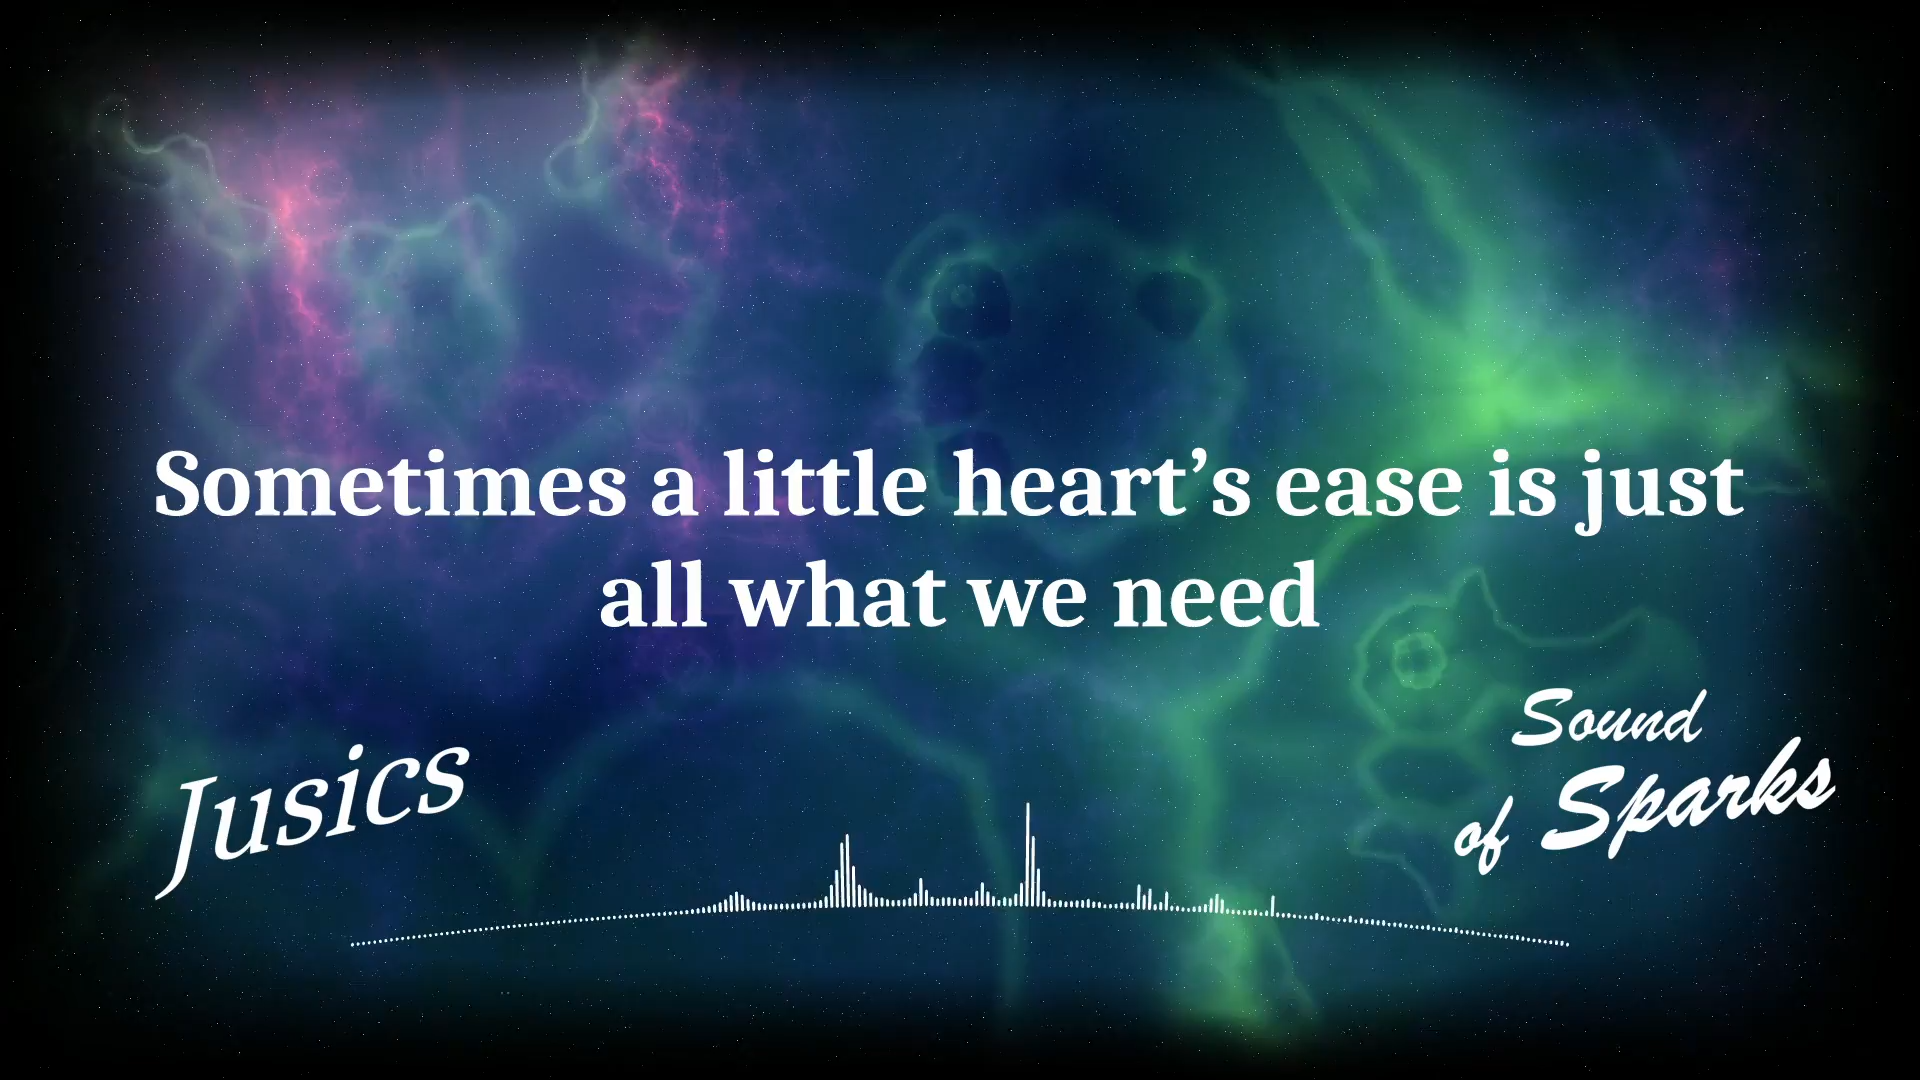 Sometimes a little heart’s ease is just
all what we need
Jusics
Sound
of Sparks